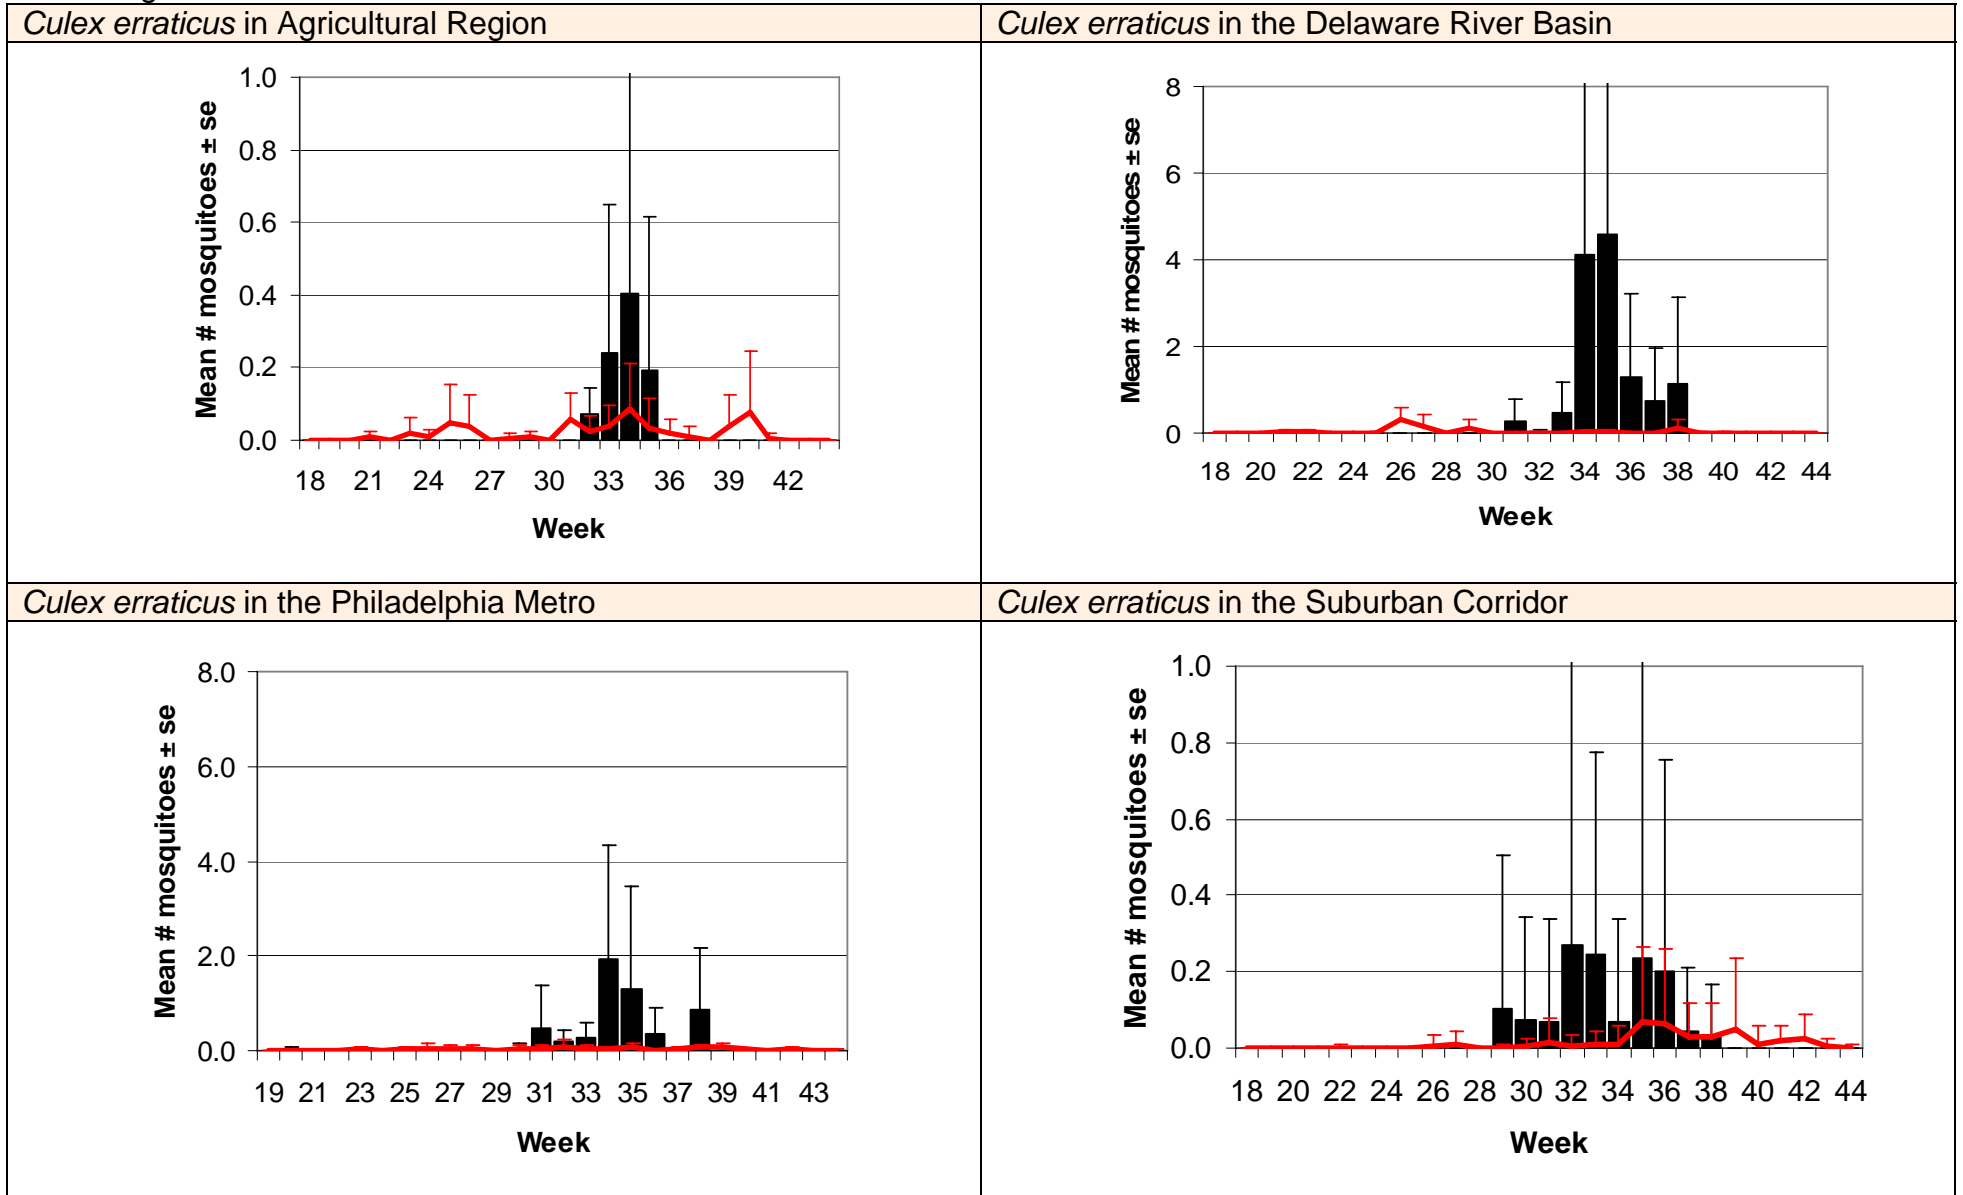 Culex erraticus in Agricultural Region
Mean # mosquitoes ± se
1.0
0.8
0.6
0.4
0.2
0.0
18 21 24 27 30 33 36 39 42
Week
Culex erraticus in the Delaware River Basin
Mean # mosquitoes ± se
8
6
4
2
0
18 20 22 24 26 28 30 32 34 36 38 40 42 44
Week
Culex erraticus in the Philadelphia Metro
Mean # mosquitoes ± se
8.0
6.0
4.0
2.0
0.0
19 21 23 25 27 29 31 33 35 37 39 41 43
Week
Culex erraticus in the Suburban Corridor
Mean # mosquitoes ± se
1.0
0.8
0.6
0.4
0.2
0.0
18 20 22 24 26 28 30 32 34 36 38 40 42 44
Week